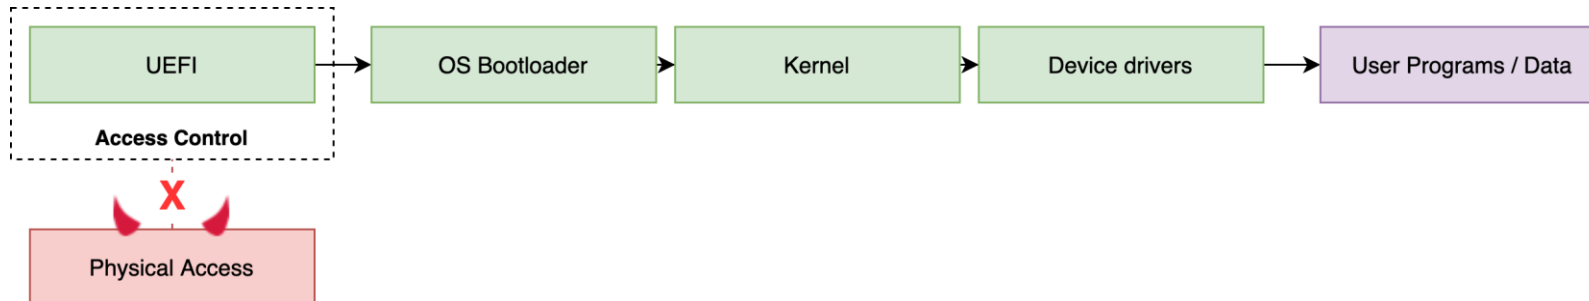 UEFI
OS Bootloader
Kernel
Device drivers
User Programs / Data
Access Control
X
Physical Access